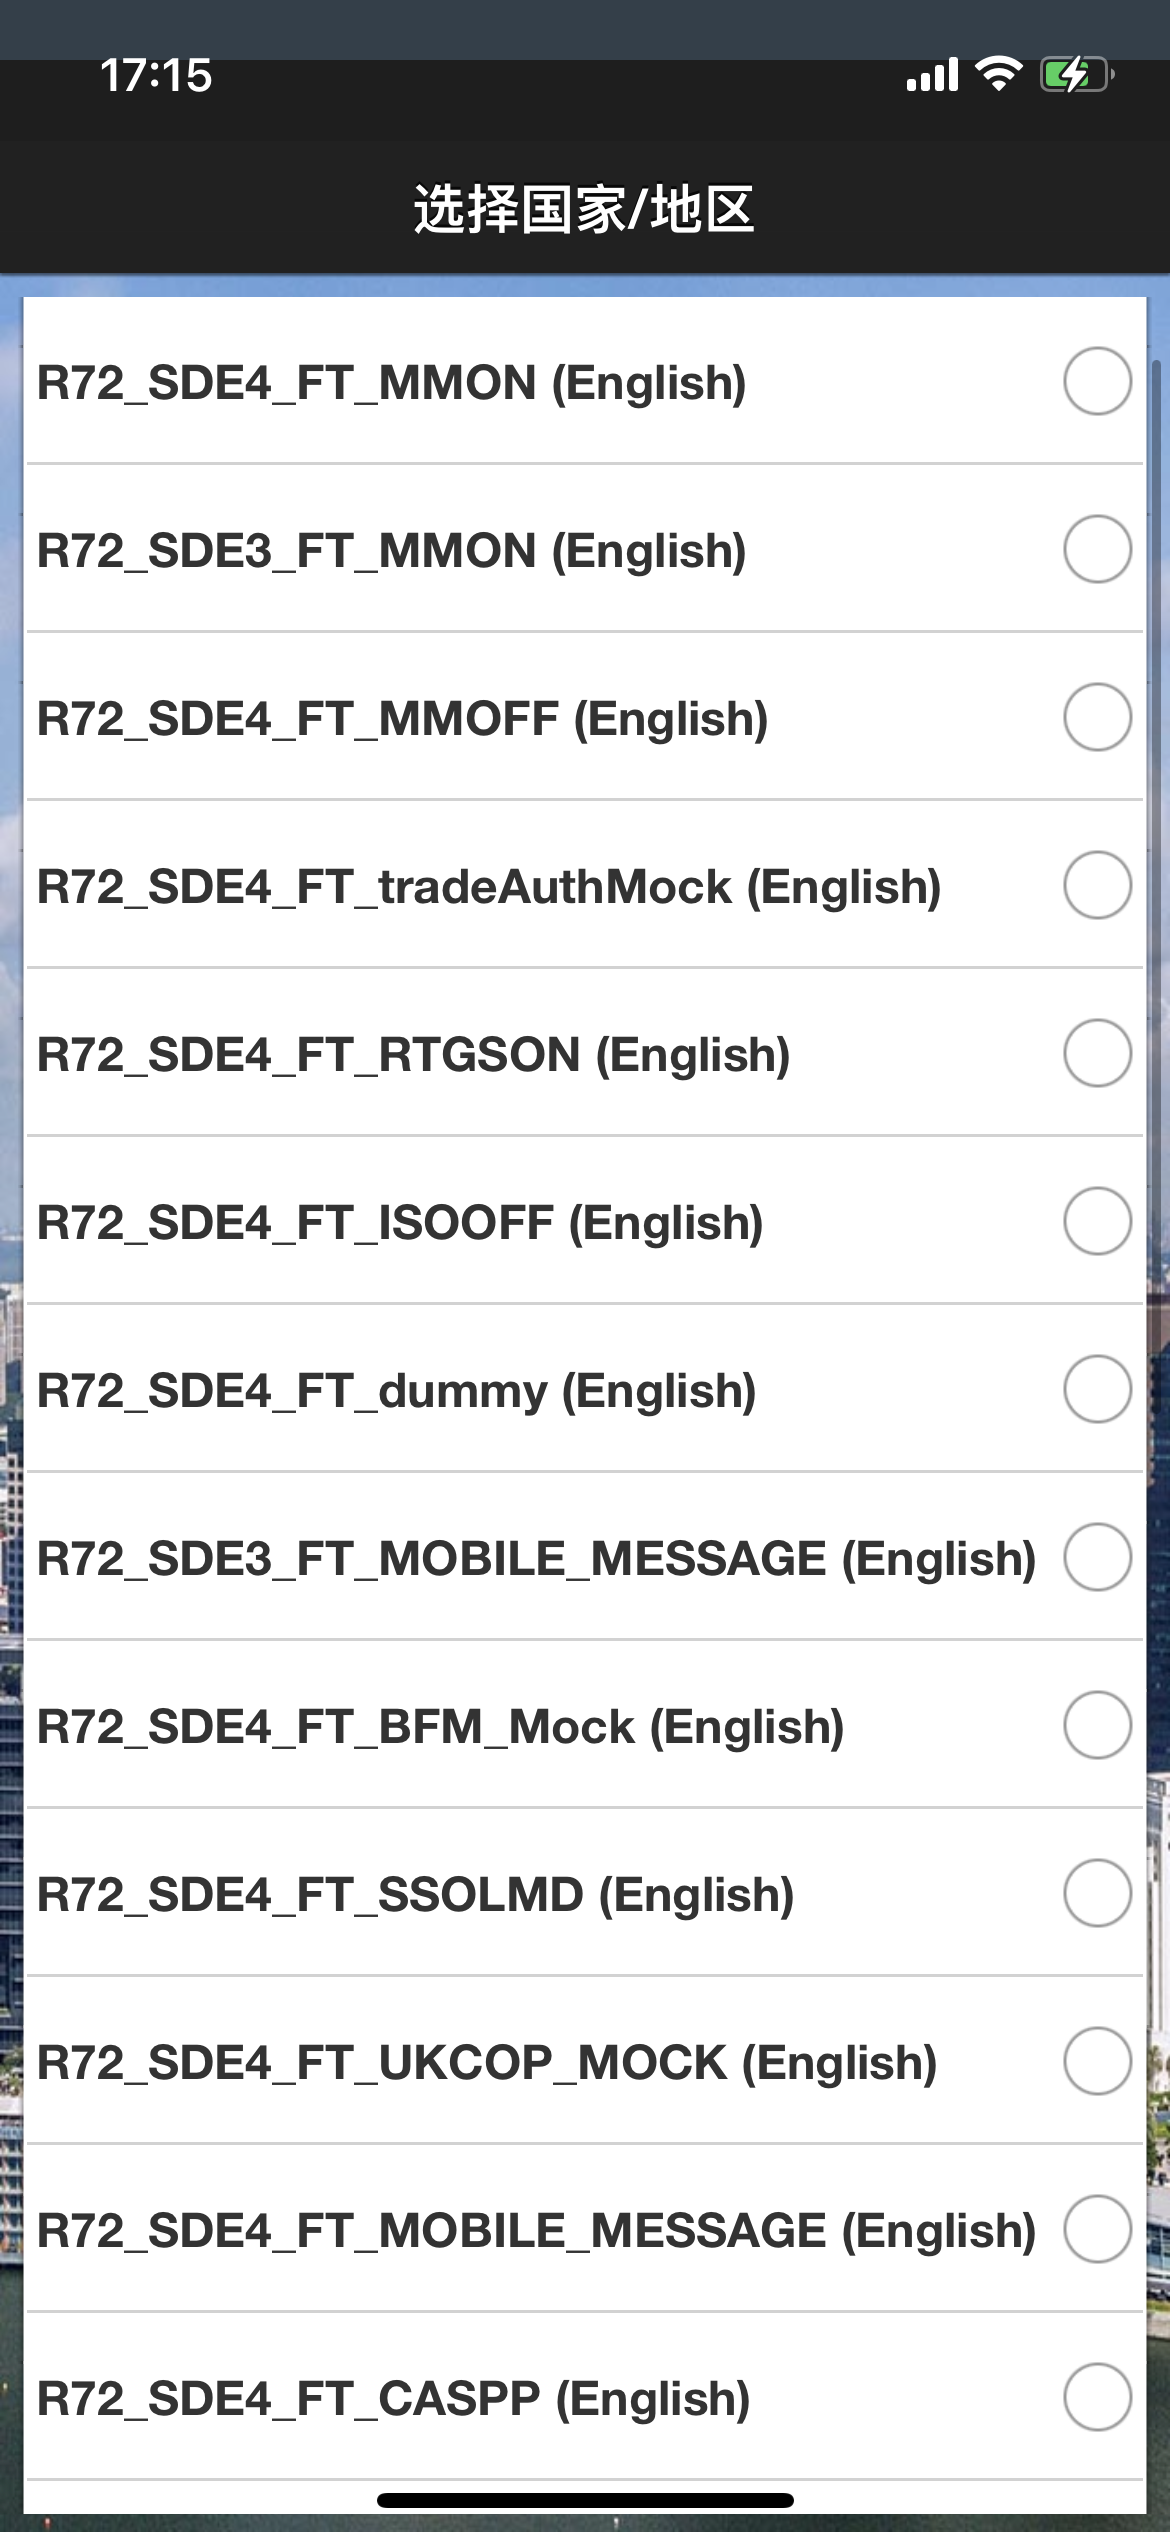 17:15
选择国家/地区
R72_SDE4_FT_MMON (English)
R72_SDE3_FT_MMON (English)
R72_SDE4_FT_MMOFF (English)
R72_SDE4_FT_tradeAuthMock (English)
R72_SDE4_FT_RTGSON (English)
R72_SDE4_FT_ISOOFF (English)
R72_SDE4_FT_dummy (English)
R72_SDE3_FT_MOBILE_MESSAGE (English)
R72_SDE4_FT_BFM_Mock (English)
R72_SDE4_FT_SSOLMD (English)
R72_SDE4_FT_UKCOP_MOCK (English)
R72_SDE4_FT_MOBILE_MESSAGE (English)
R72_SDE4_FT_CASPP (English)